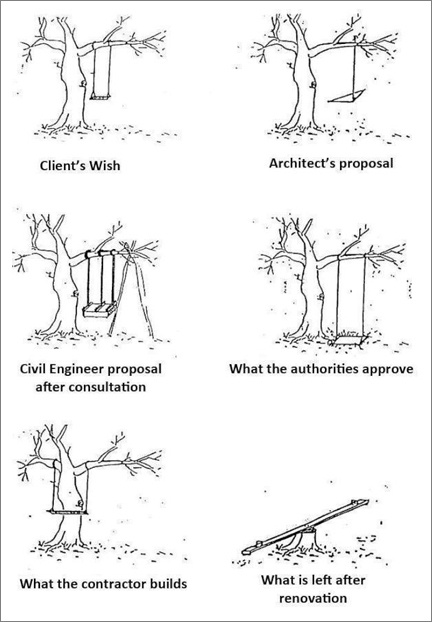 Client's Wish
Architect's proposal
Civil Engineer proposal
after consultation
What the authorities approve
What the contractor builds
What is left after
renovation